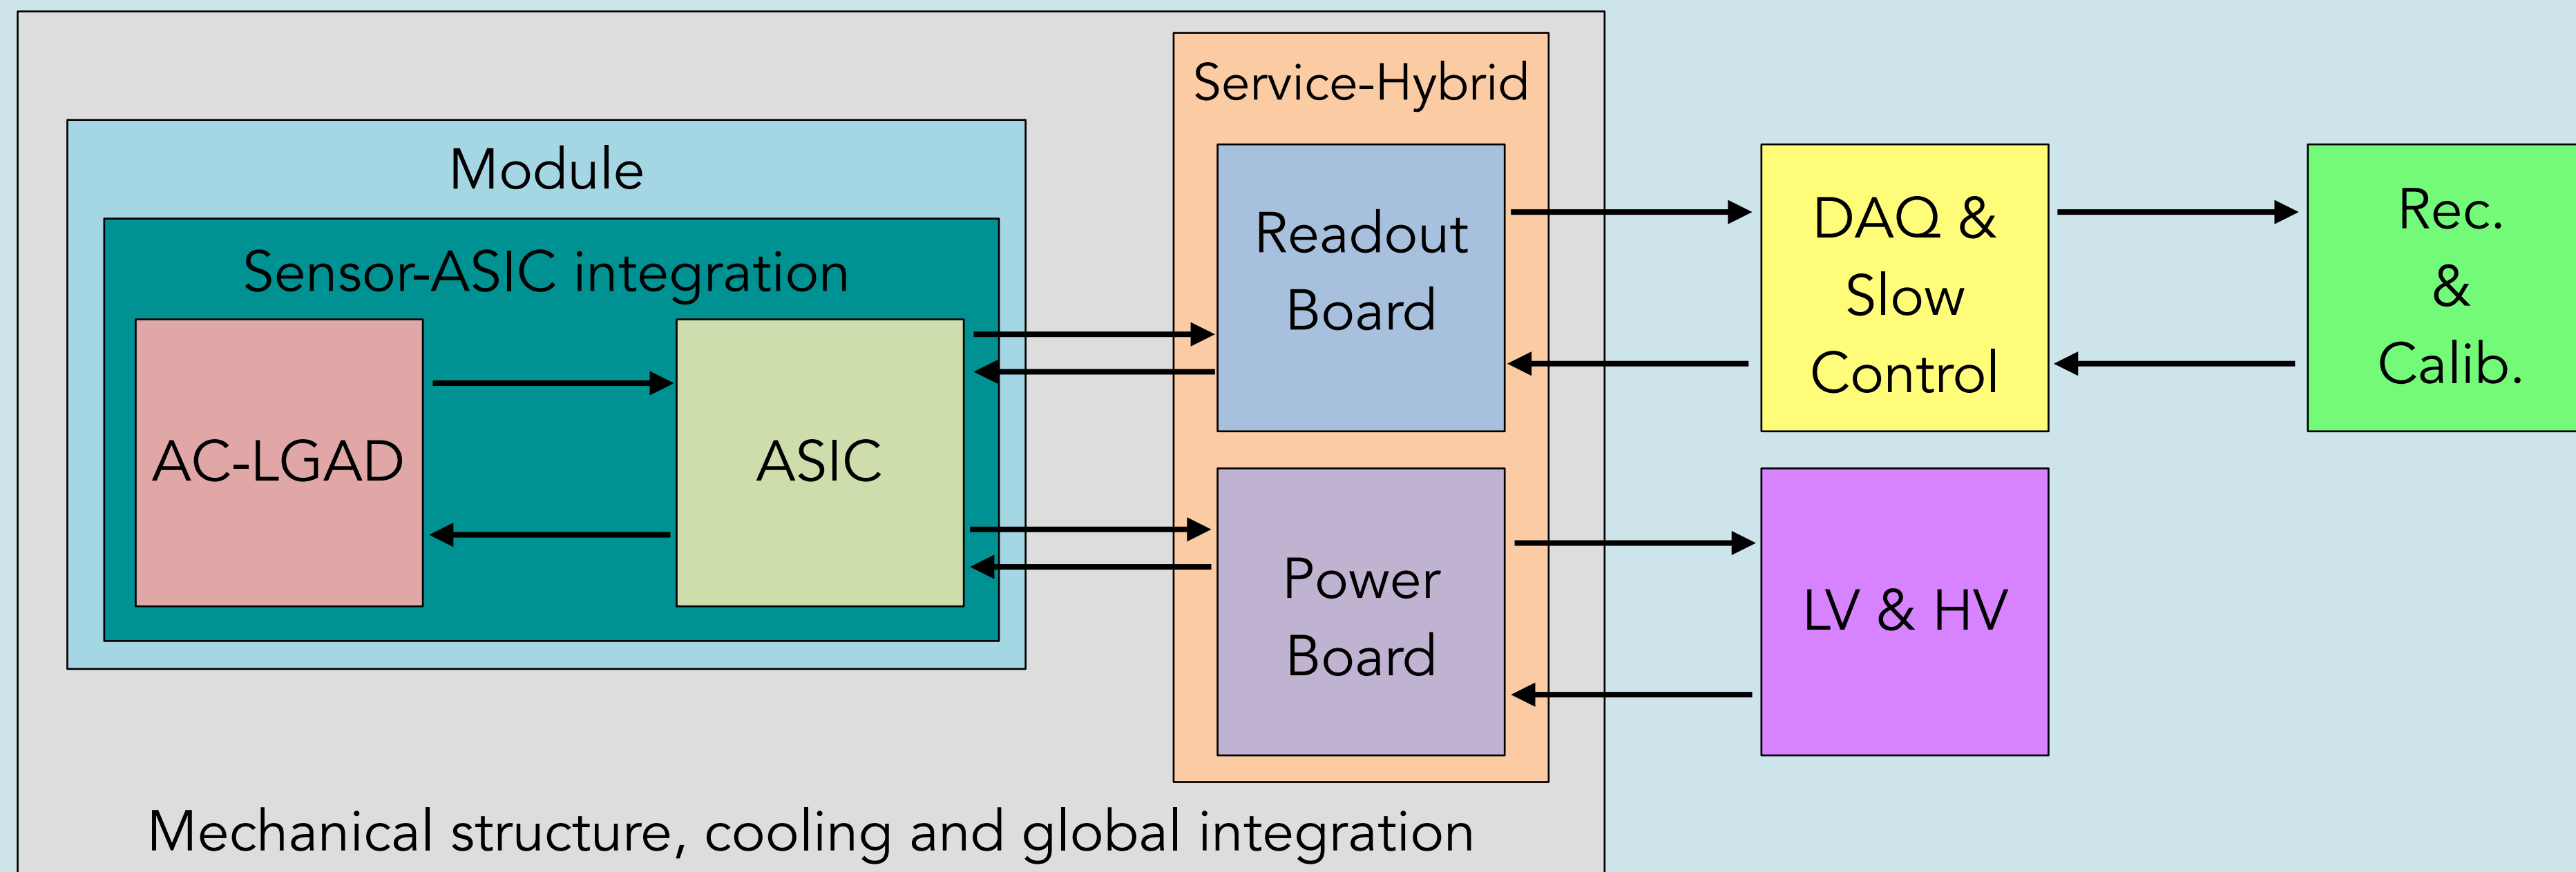 Service-Hybrid
Module
Sensor-ASIC integration
AC-LGAD
ASIC
Readout
Board
Power
Board
DAQ &
Slow
Control
LV & HV
Rec.
&
Calib.
Mechanical structure, cooling and global integration